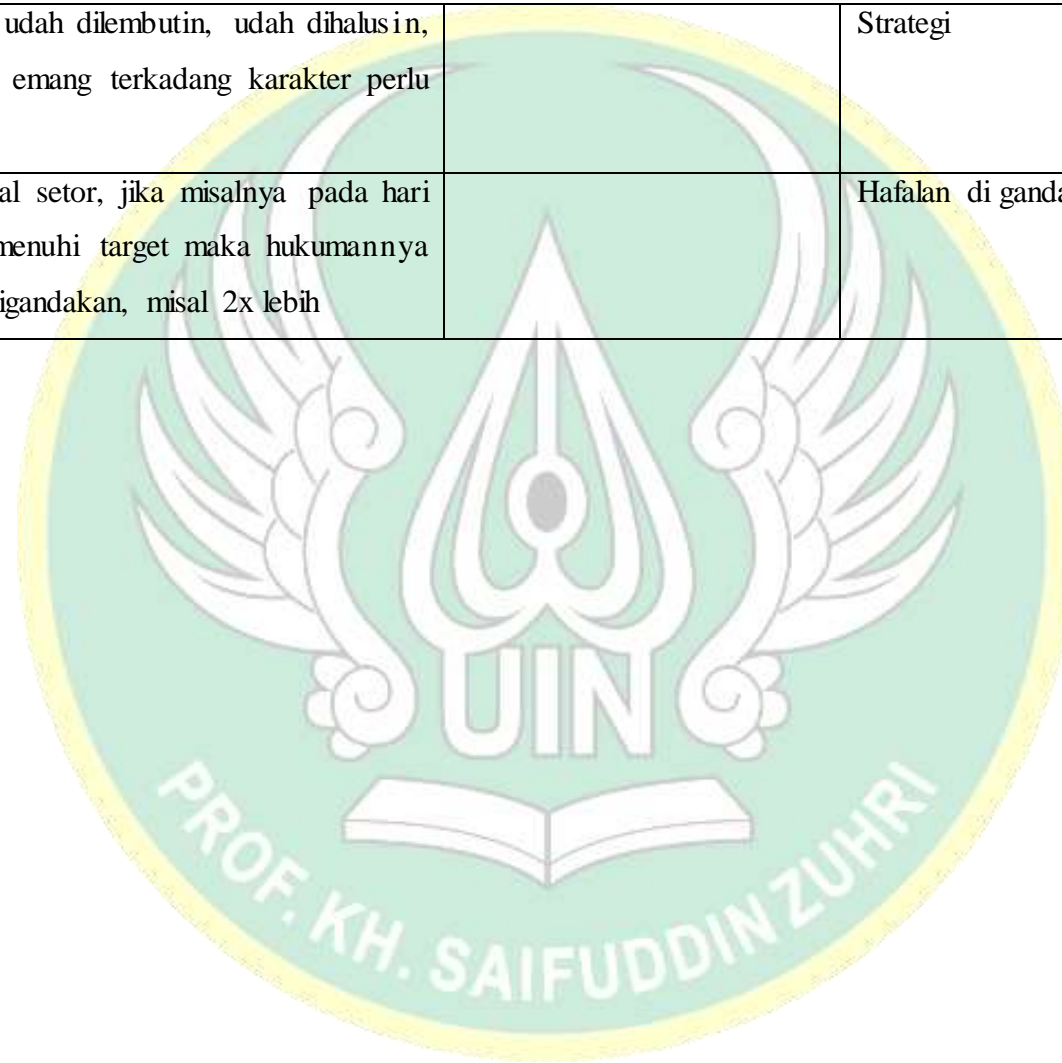 udah dilembutin, udah dihalusin,
emang terkadang karakter perlu
Strategi
al setor, jika misalnya pada hari
menuhi target maka hukumannya
igandakan, misal 2x lebih
Hafalan di ganda
UIN
PROF. KH. SAIFUDDIN ZUHRI